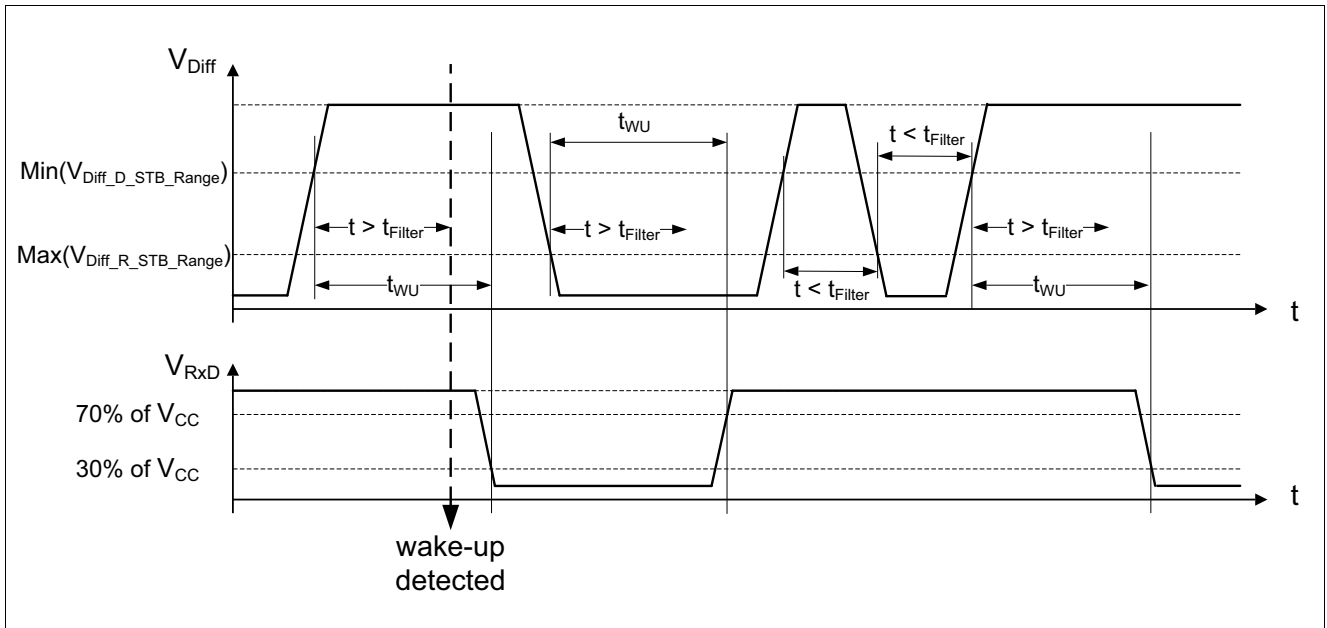 V_Diff
t_WU
t < t_Filter
Min(V_Diff_D_STB_Range)
t > t_Filter
t > t_Filter
t > t_Filter
Max(V_Diff_R_STB_Range)
t_WU
t < t_Filter
t_WU
t
V_RxD
70% of V_CC
30% of V_CC
t
wake-up
detected